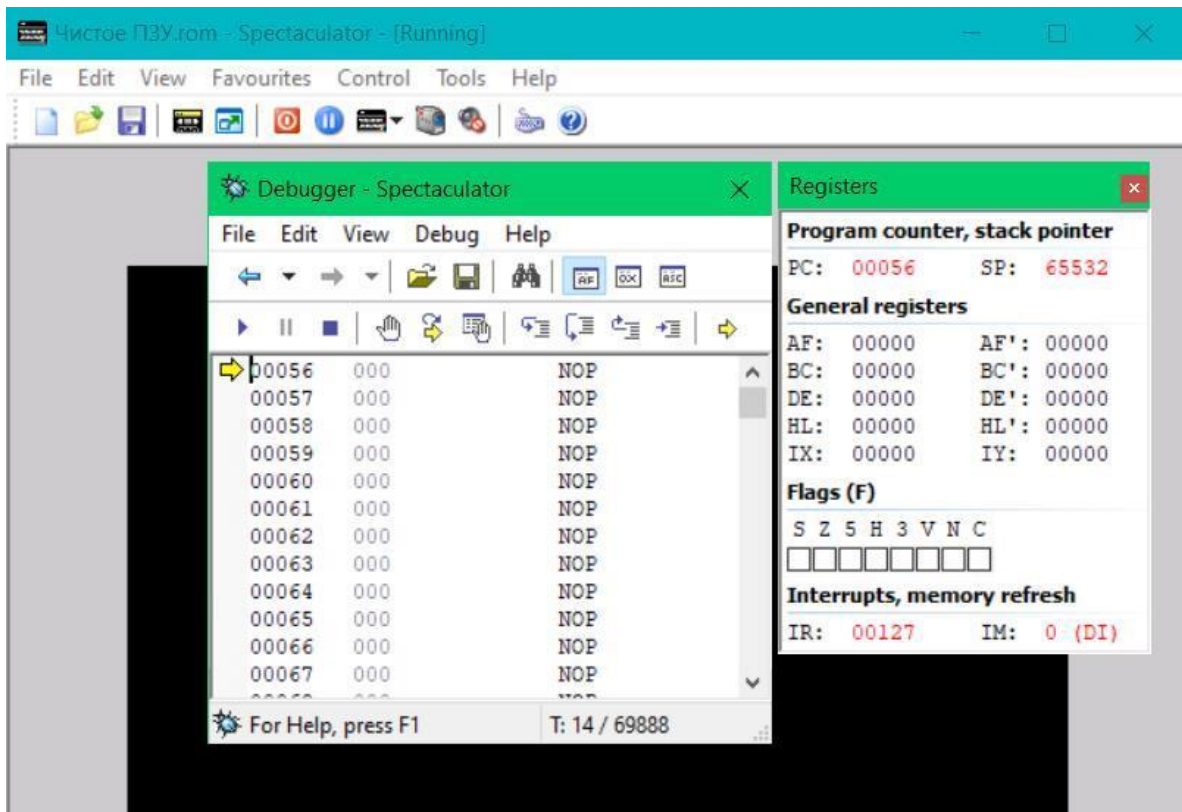 Чистое ПЗУ.rom - Spectaculator - [Running]
File Edit View Favourites Control Tools Help
Debugger - Spectaculator
File Edit View Debug Help
00056 000 NOP
00057 000 NOP
00058 000 NOP
00059 000 NOP
00060 000 NOP
00061 000 NOP
00062 000 NOP
00063 000 NOP
00064 000 NOP
00065 000 NOP
00066 000 NOP
00067 000 NOP
For Help, press F1 T: 14 / 69888
Registers
Program counter, stack pointer
PC: 00056 SP: 65532
General registers
AF: 00000 AF': 00000
BC: 00000 BC': 00000
DE: 00000 DE': 00000
HL: 00000 HL': 00000
IX: 00000 IY: 00000
Flags (F)
S Z 5 H 3 V N C
Interrupts, memory refresh
IR: 00127 IM: 0 (DI)